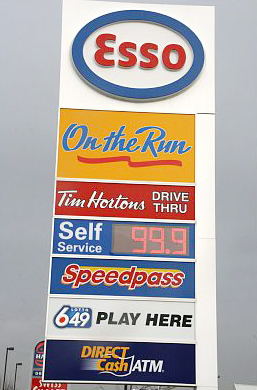 Esso
On the Run
Tim Hortons DRIVE THRU
Self Service 99.9
Speedpass
LOTTO 649 PLAY HERE
DIRECT Cash ATM